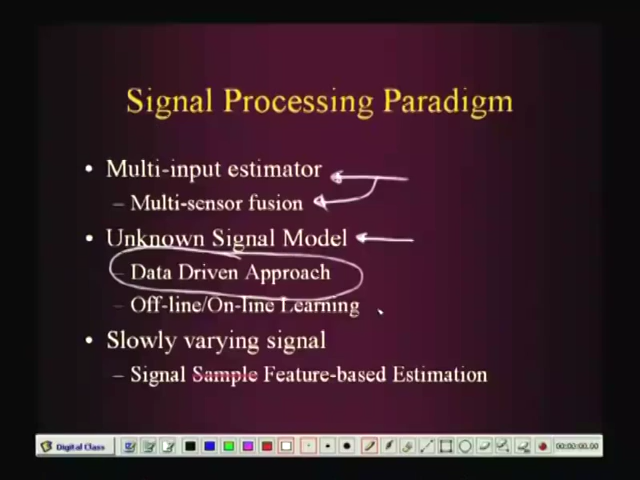 Signal Processing Paradigm
• Multi-input estimator
– Multi-sensor fusion
• Unknown Signal Model
– Data Driven Approach
– Off-line/On-line Learning
• Slowly varying signal
– Signal Sample Feature-based Estimation
Digital Class
00:00:00.00